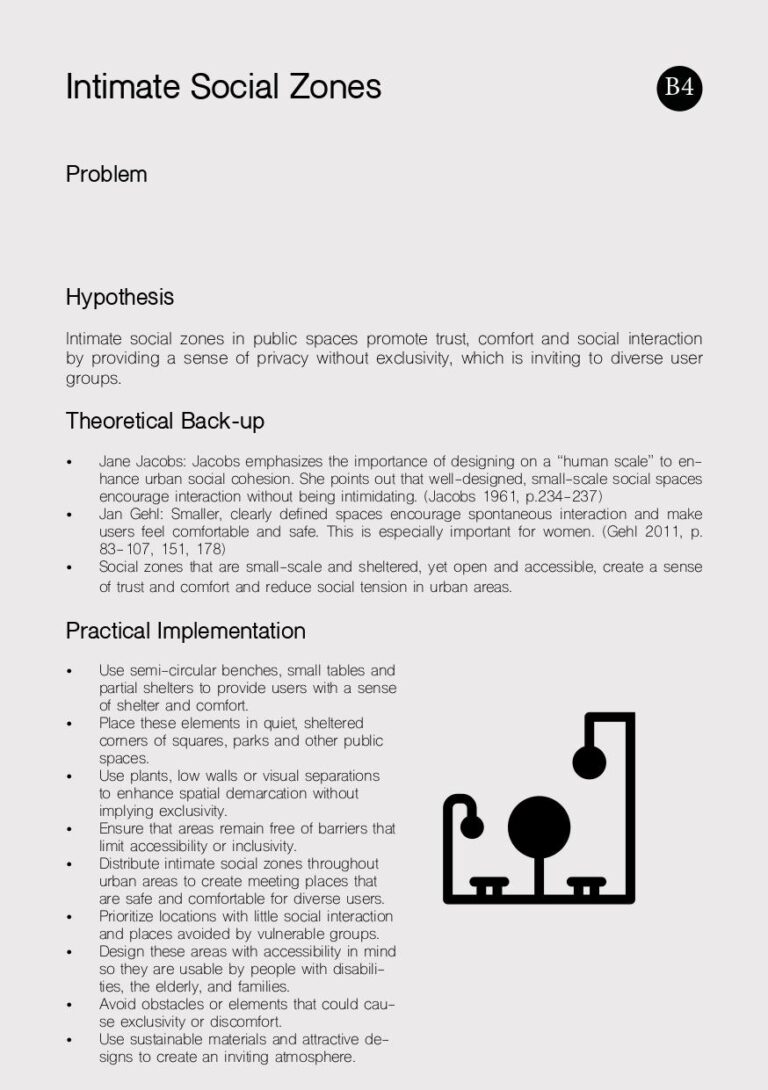 Intimate Social Zones
B4
Problem
Hypothesis
Intimate social zones in public spaces promote trust, comfort and social interaction
by providing a sense of privacy without exclusivity, which is inviting to diverse user
groups.
Theoretical Back-up
• Jane Jacobs: Jacobs emphasizes the importance of designing on a “human scale” to en-
hance urban social cohesion. She points out that well-designed, small-scale social spaces
encourage interaction without being intimidating. (Jacobs 1961, p.234-237)
• Jan Gehl: Smaller, clearly defined spaces encourage spontaneous interaction and make
users feel comfortable and safe. This is especially important for women. (Gehl 2011, p.
83-107, 151, 178)
• Social zones that are small-scale and sheltered, yet open and accessible, create a sense
of trust and comfort and reduce social tension in urban areas.
Practical Implementation
• Use semi-circular benches, small tables and
partial shelters to provide users with a sense
of shelter and comfort.
• Place these elements in quiet, sheltered
corners of squares, parks and other public
spaces.
• Use plants, low walls or visual separations
to enhance spatial demarcation without
implying exclusivity.
• Ensure that areas remain free of barriers that
limit accessibility or inclusivity.
• Distribute intimate social zones throughout
urban areas to create meeting places that
are safe and comfortable for diverse users.
• Prioritize locations with little social interaction
and places avoided by vulnerable groups.
• Design these areas with accessibility in mind
so they are usable by people with disabili-
ties, the elderly, and families.
• Avoid obstacles or elements that could cau-
se exclusivity or discomfort.
• Use sustainable materials and attractive de-
signs to create an inviting atmosphere.